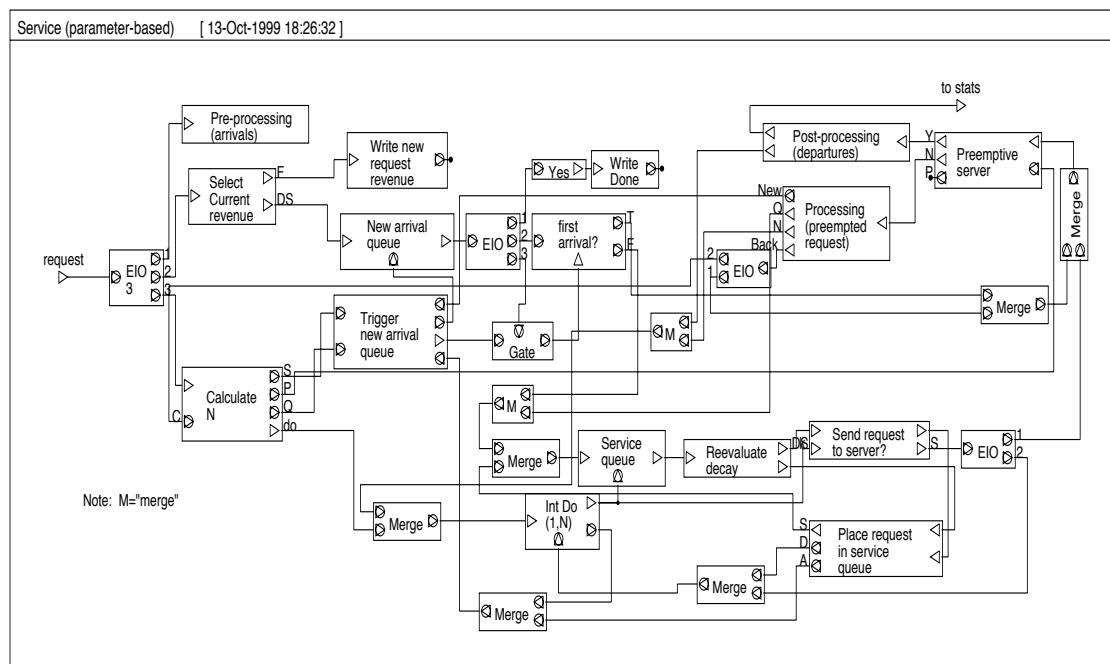 Service (parameter-based) [ 13-Oct-1999 18:26:32 ]
to stats
Pre-processing
(arrivals)
Write new
request
revenue
Select
Current
revenue
F
DS
Yes
Write
Done
Post-processing
(departures)
Y
N
P
Preemptive
server
New
Q
N
Back
Processing
(preempted
request)
Merge
New arrival
queue
EIO
1
2
3
first
arrival?
T
F
request
EIO
3
1
2
3
2
1
EIO
Trigger
new arrival
queue
Gate
M
Merge
Calculate
N
C
S
P
Q
do
M
Merge
Service
queue
Reevaluate
decay
DS
Send request
to server?
S
EIO
1
2
Note: M="merge"
Merge
Int Do
(1,N)
S
D
A
Place request
in service
queue
Merge
Merge